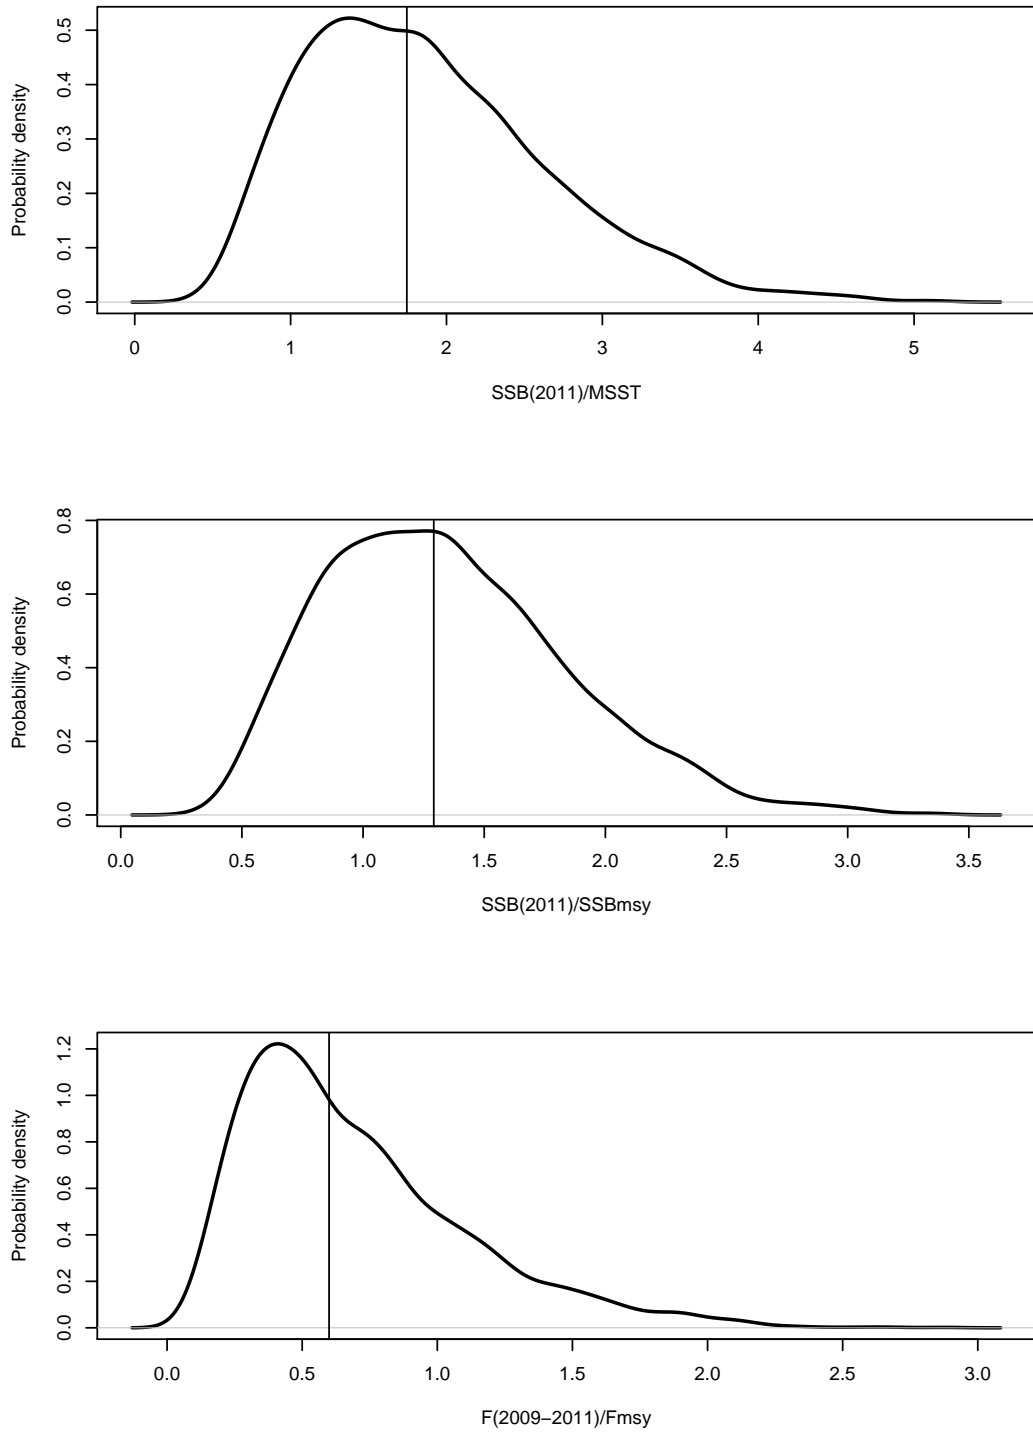 Probability density
0.0 0.1 0.2 0.3 0.4 0.5
0 1 2 3 4 5
SSB(2011)/MSST
Probability density
0.0 0.2 0.4 0.6 0.8
0.0 0.5 1.0 1.5 2.0 2.5 3.0 3.5
SSB(2011)/SSBmsy
Probability density
0.0 0.2 0.4 0.6 0.8 1.0 1.2
0.0 0.5 1.0 1.5 2.0 2.5 3.0
F(2009−2011)/Fmsy